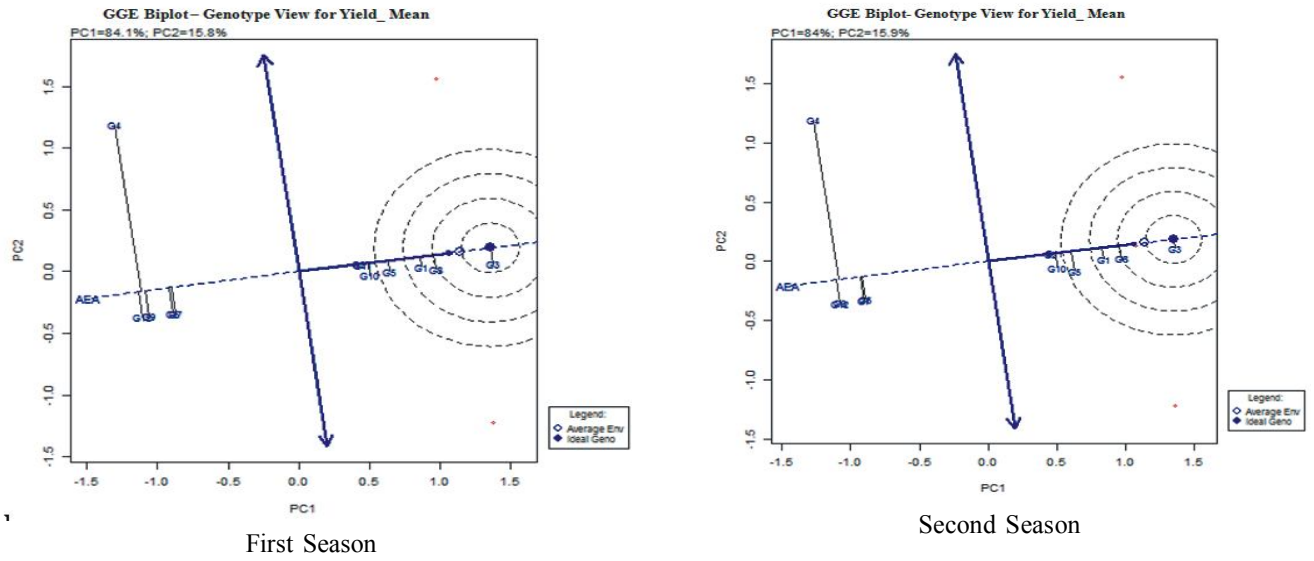 GGE Biplot – Genotype View for Yield_ Mean
PC1=84.1%; PC2=15.8%
PC2
1.5
1.0
0.5
0.0
-0.5
-1.0
-1.5
G4
AEA
G10
G5
G1
G3
-1.5 -1.0 -0.5 0.0 0.5 1.0 1.5
PC1
Legend:
Average Env
Ideal Geno
First Season
GGE Biplot- Genotype View for Yield_ Mean
PC1=84%; PC2=15.9%
PC2
1.5
1.0
0.5
0.0
-0.5
-1.0
-1.5
G4
AEA
G10
G5
G1
G3
-1.5 -1.0 -0.5 0.0 0.5 1.0 1.5
PC1
Legend:
Average Env
Ideal Geno
Second Season